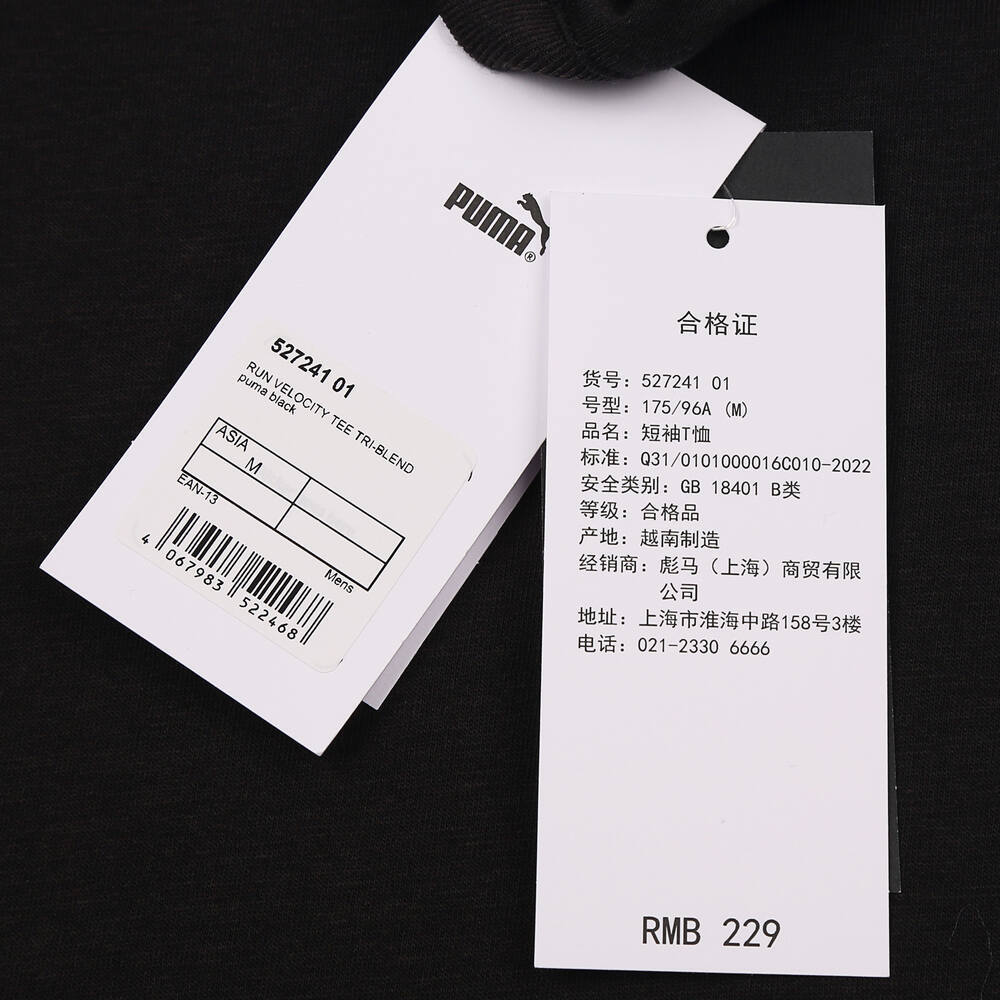 PUMA®
527241 01
RUN VELOCITY TEE TRI-BLEND
puma black
ASIA
M
EAN-13
Mens
4 067983 522468
合格证
货号：527241 01
号型：175/96A (M)
品名：短袖T恤
标准：Q31/0101000016C010-2022
安全类别：GB 18401 B类
等级：合格品
产地：越南制造
经销商：彪马（上海）商贸有限
公司
地址：上海市淮海中路158号3楼
电话：021-2330 6666
RMB 229